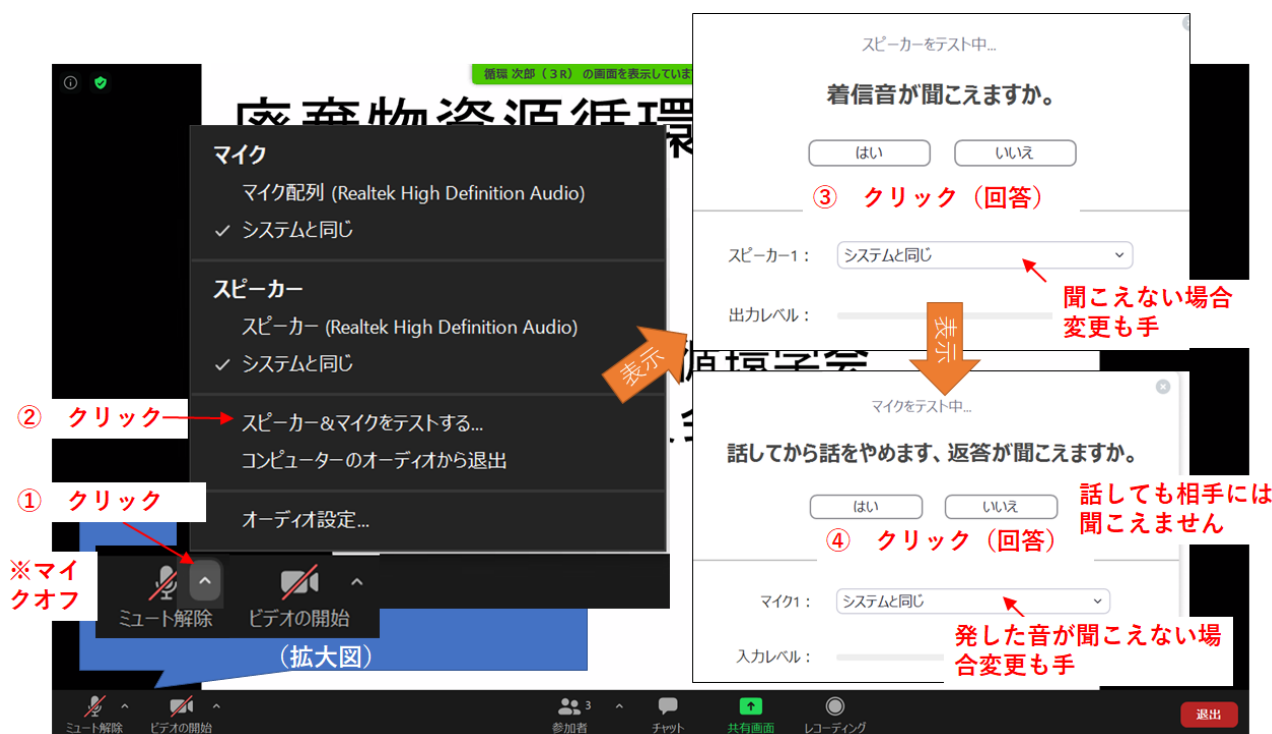 循環 次郎（３R）の画面を表示しています
廃棄物資源循環
マイク
マイク配列 (Realtek High Definition Audio)
✓ システムと同じ
スピーカー
スピーカー (Realtek High Definition Audio)
✓ システムと同じ
スピーカー&マイクをテストする...
コンピューターのオーディオから退出
オーディオ設定...
② クリック
① クリック
※マイ
クオフ
ミュート解除
ビデオの開始
（拡大図）
表示
スピーカーをテスト中...
着信音が聞こえますか。
はい いいえ
③ クリック（回答）
スピーカー1： システムと同じ
聞こえない場合
変更も手
出力レベル：
表示
循環学会
マイクをテスト中...
話してから話をやめます、返答が聞こえますか。
はい いいえ
話しても相手には
聞こえません
④ クリック（回答）
マイク1： システムと同じ
発した音が聞こえない場
合変更も手
入力レベル：
ミュート解除 ビデオの開始 参加者 3 チャット 共有画面 レコーディング 退出